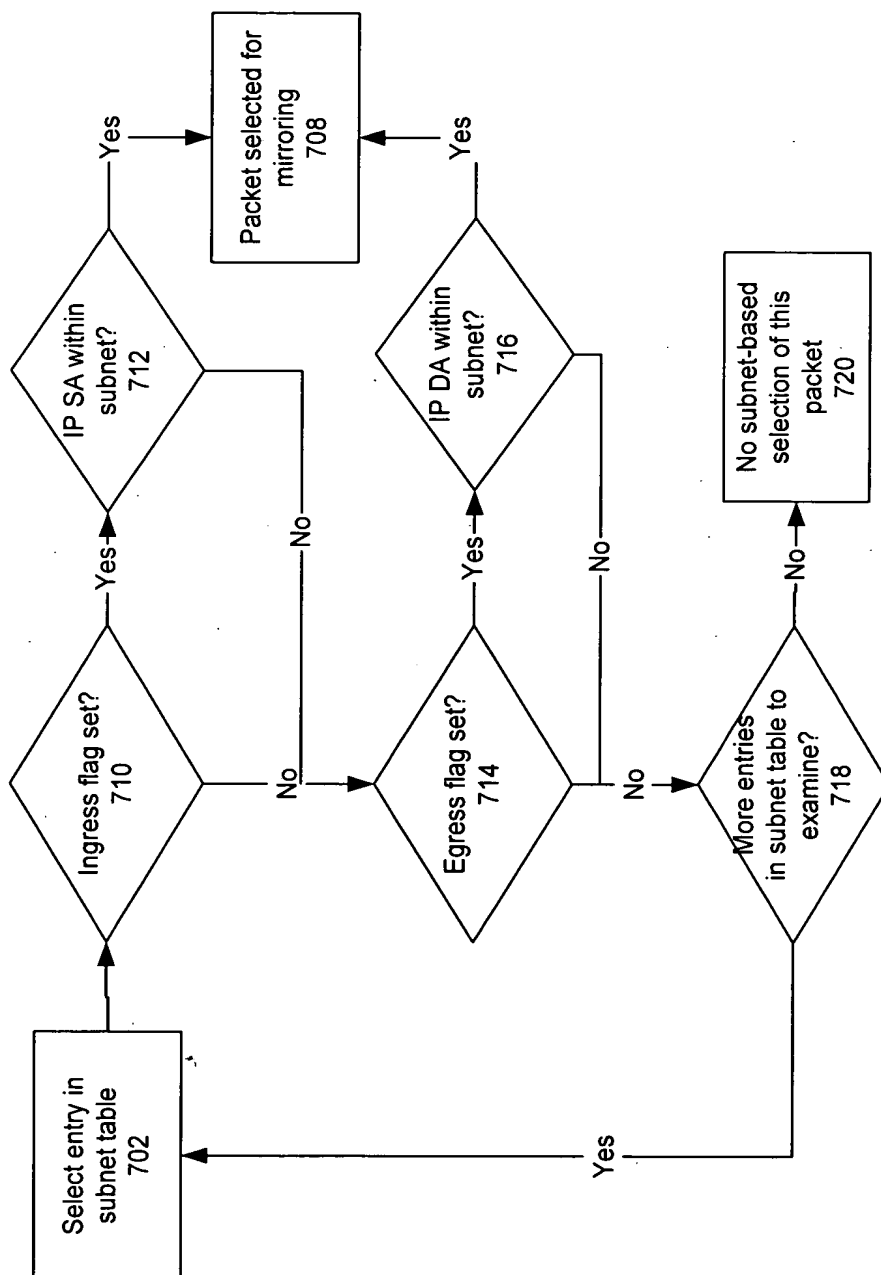 Select entry in
subnet table
702
Ingress flag set?
710
Yes
IP SA within
subnet?
712
Yes
Packet selected for
mirroring
708
No
No
Egress flag set?
714
Yes
IP DA within
subnet?
716
Yes
No
No
More entries
in subnet table to
examine?
718
No
No subnet-based
selection of this
packet
720
Yes